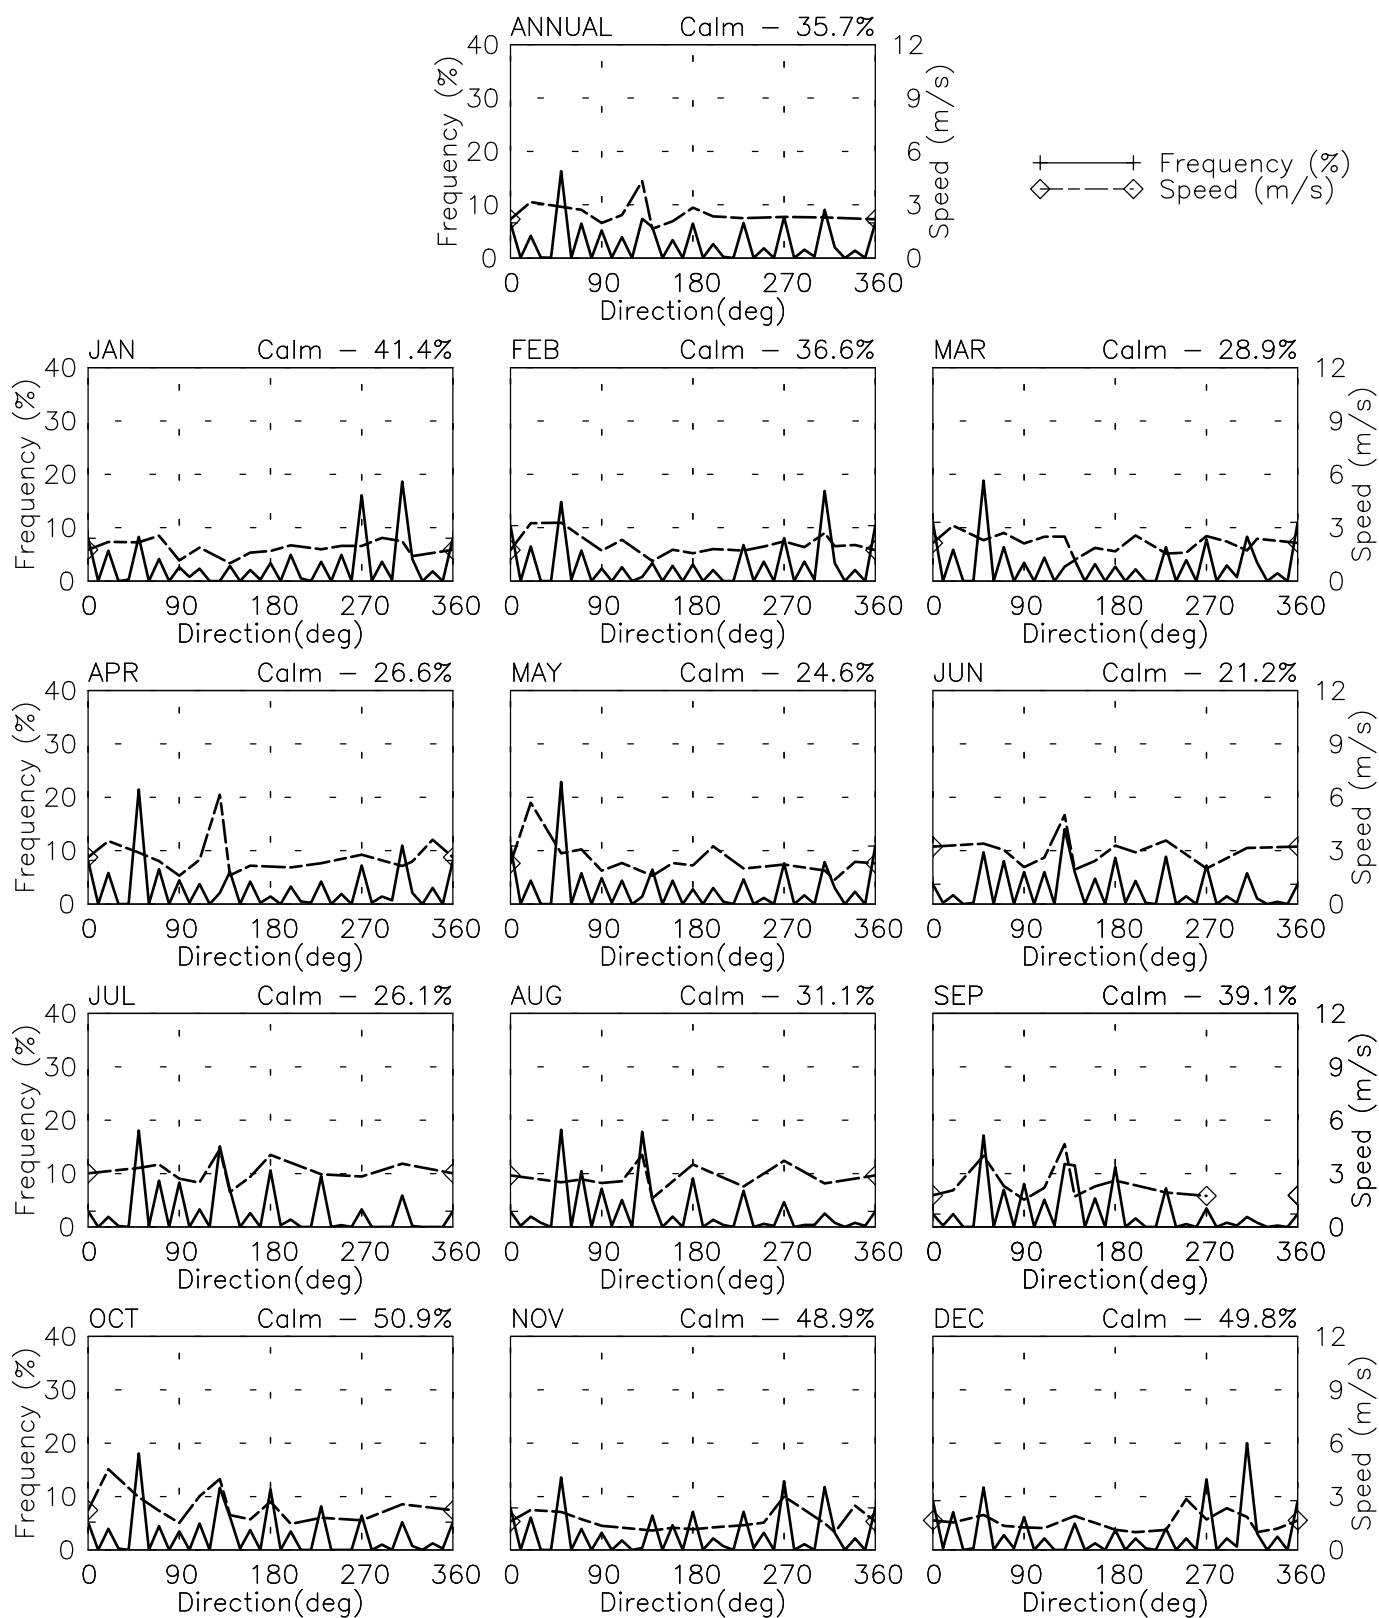 ANNUAL Calm - 35.7%
40 12
30 9
20 6
10 3
0 0
Frequency (%)
Speed (m/s)
0 90 180 270 360
Direction(deg)
Frequency (%)
Speed (m/s)
JAN Calm - 41.4% FEB Calm - 36.6% MAR Calm - 28.9%
40 12
30 9
20 6
10 3
0 0
Frequency (%)
Speed (m/s)
0 90 180 270 360 0 90 180 270 360 0 90 180 270 360
Direction(deg) Direction(deg) Direction(deg)
APR Calm - 26.6% MAY Calm - 24.6% JUN Calm - 21.2%
40 12
30 9
20 6
10 3
0 0
Frequency (%)
Speed (m/s)
0 90 180 270 360 0 90 180 270 360 0 90 180 270 360
Direction(deg) Direction(deg) Direction(deg)
JUL Calm - 26.1% AUG Calm - 31.1% SEP Calm - 39.1%
40 12
30 9
20 6
10 3
0 0
Frequency (%)
Speed (m/s)
0 90 180 270 360 0 90 180 270 360 0 90 180 270 360
Direction(deg) Direction(deg) Direction(deg)
OCT Calm - 50.9% NOV Calm - 48.9% DEC Calm - 49.8%
40 12
30 9
20 6
10 3
0 0
Frequency (%)
Speed (m/s)
0 90 180 270 360 0 90 180 270 360 0 90 180 270 360
Direction(deg) Direction(deg) Direction(deg)